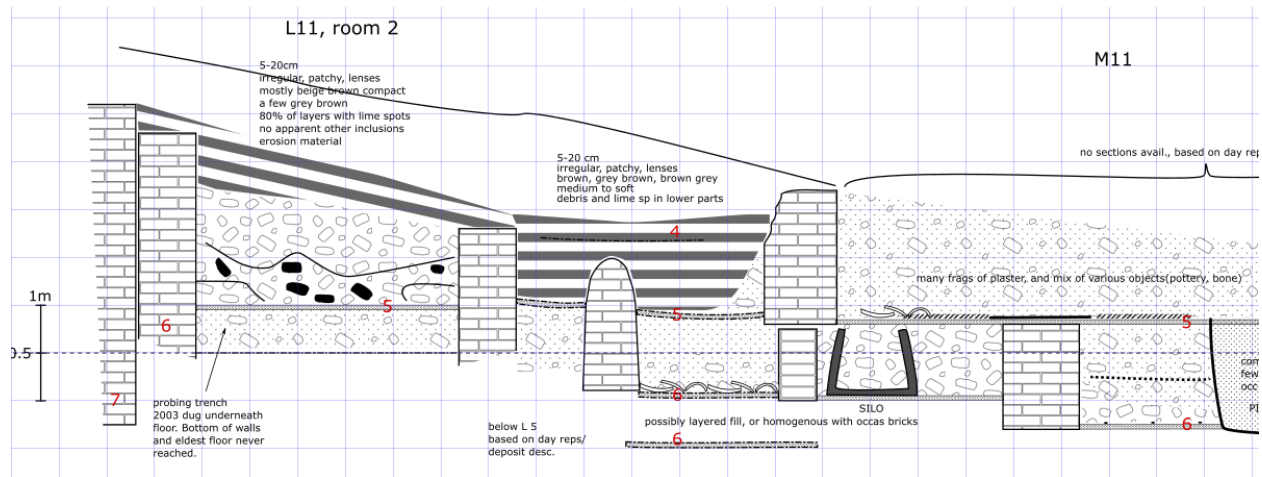 L11, room 2
M11
5-20cm
irregular, patchy, lenses
mostly beige brown compact
a few grey brown
80% of layers with lime spots
no apparent other inclusions
erosion material
5-20 cm
irregular, patchy, lenses
brown, grey brown, brown grey
medium to soft
debris and lime sp in lower parts
no sections avail., based on day rep
4
many frags of plaster, and mix of various objects(pottery, bone)
1m
5
5
5
6
0.5
com
few
occ
7
probing trench
2003 dug underneath
floor. Bottom of walls
and eldest floor never
reached.
6
SILO
PI
below L 5
based on day reps/
deposit desc.
possibly layered fill, or homogenous with occas bricks
6
6